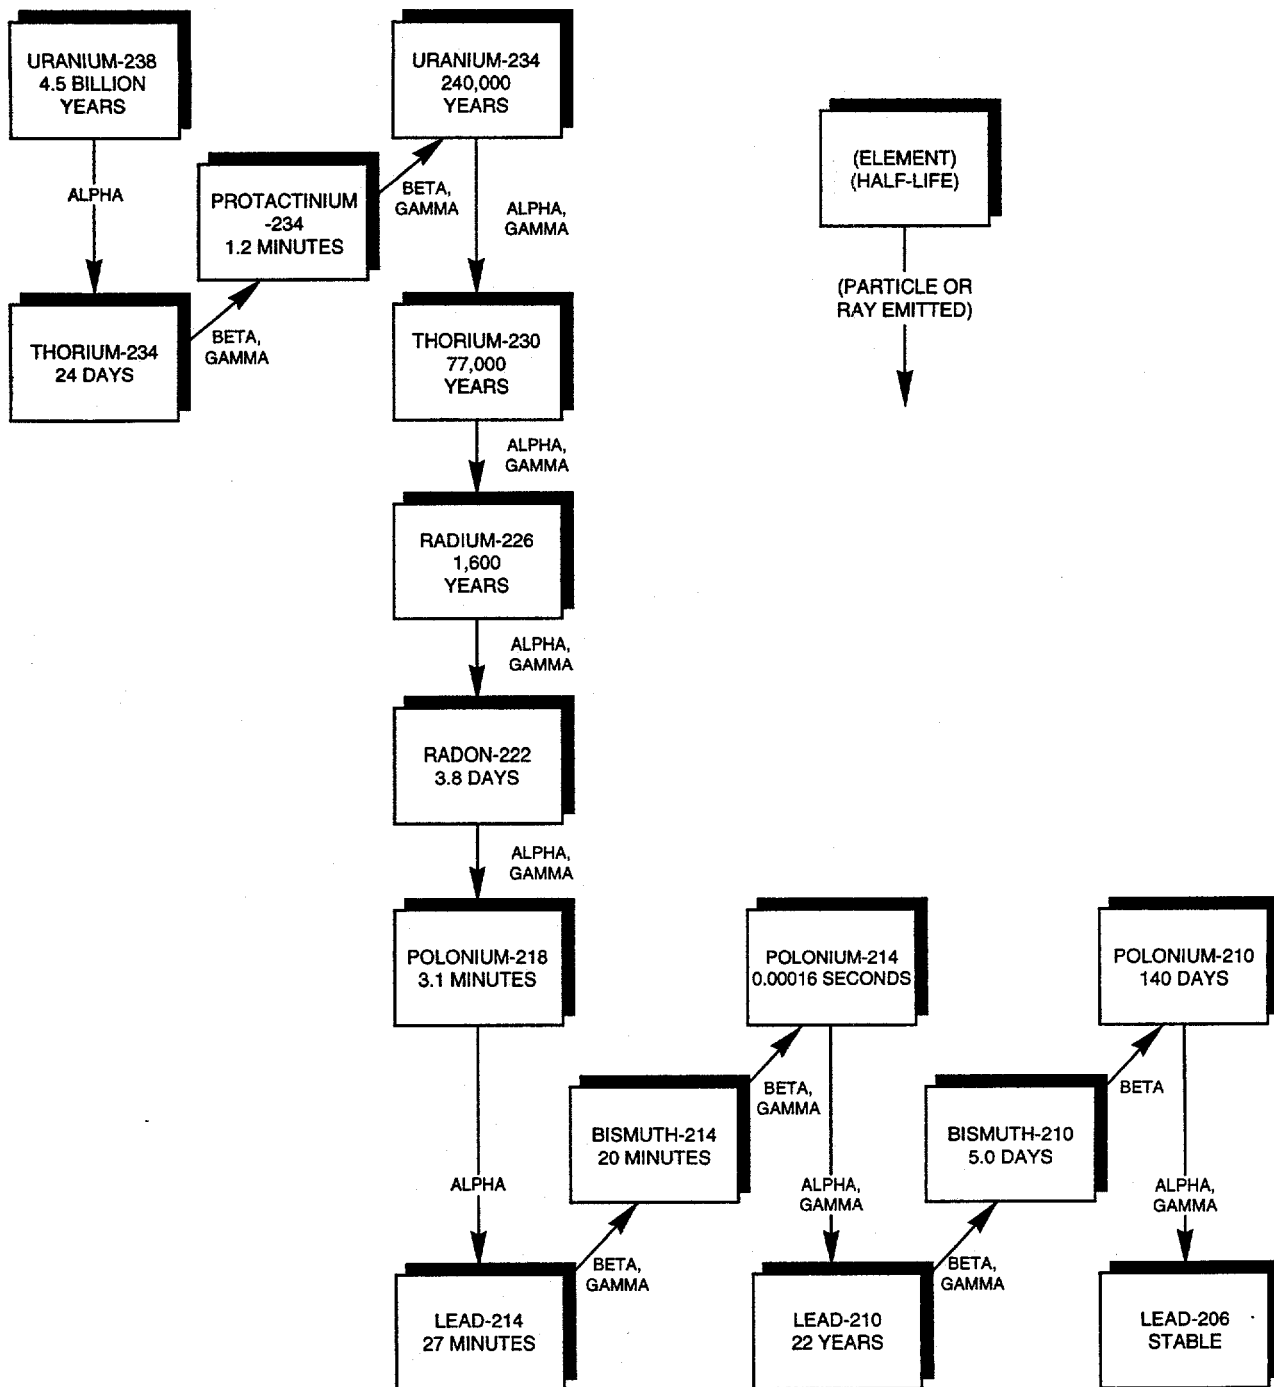 URANIUM-238
4.5 BILLION
YEARS
ALPHA
THORIUM-234
24 DAYS
BETA,
GAMMA
PROTACTINIUM
-234
1.2 MINUTES
BETA,
GAMMA
URANIUM-234
240,000
YEARS
ALPHA,
GAMMA
THORIUM-230
77,000
YEARS
ALPHA,
GAMMA
RADIUM-226
1,600
YEARS
ALPHA,
GAMMA
RADON-222
3.8 DAYS
ALPHA,
GAMMA
POLONIUM-218
3.1 MINUTES
ALPHA
LEAD-214
27 MINUTES
BETA,
GAMMA
BISMUTH-214
20 MINUTES
BETA,
GAMMA
POLONIUM-214
0.00016 SECONDS
ALPHA,
GAMMA
LEAD-210
22 YEARS
BETA,
GAMMA
BISMUTH-210
5.0 DAYS
BETA
POLONIUM-210
140 DAYS
ALPHA,
GAMMA
LEAD-206
STABLE
(ELEMENT)
(HALF-LIFE)
(PARTICLE OR
RAY EMITTED)